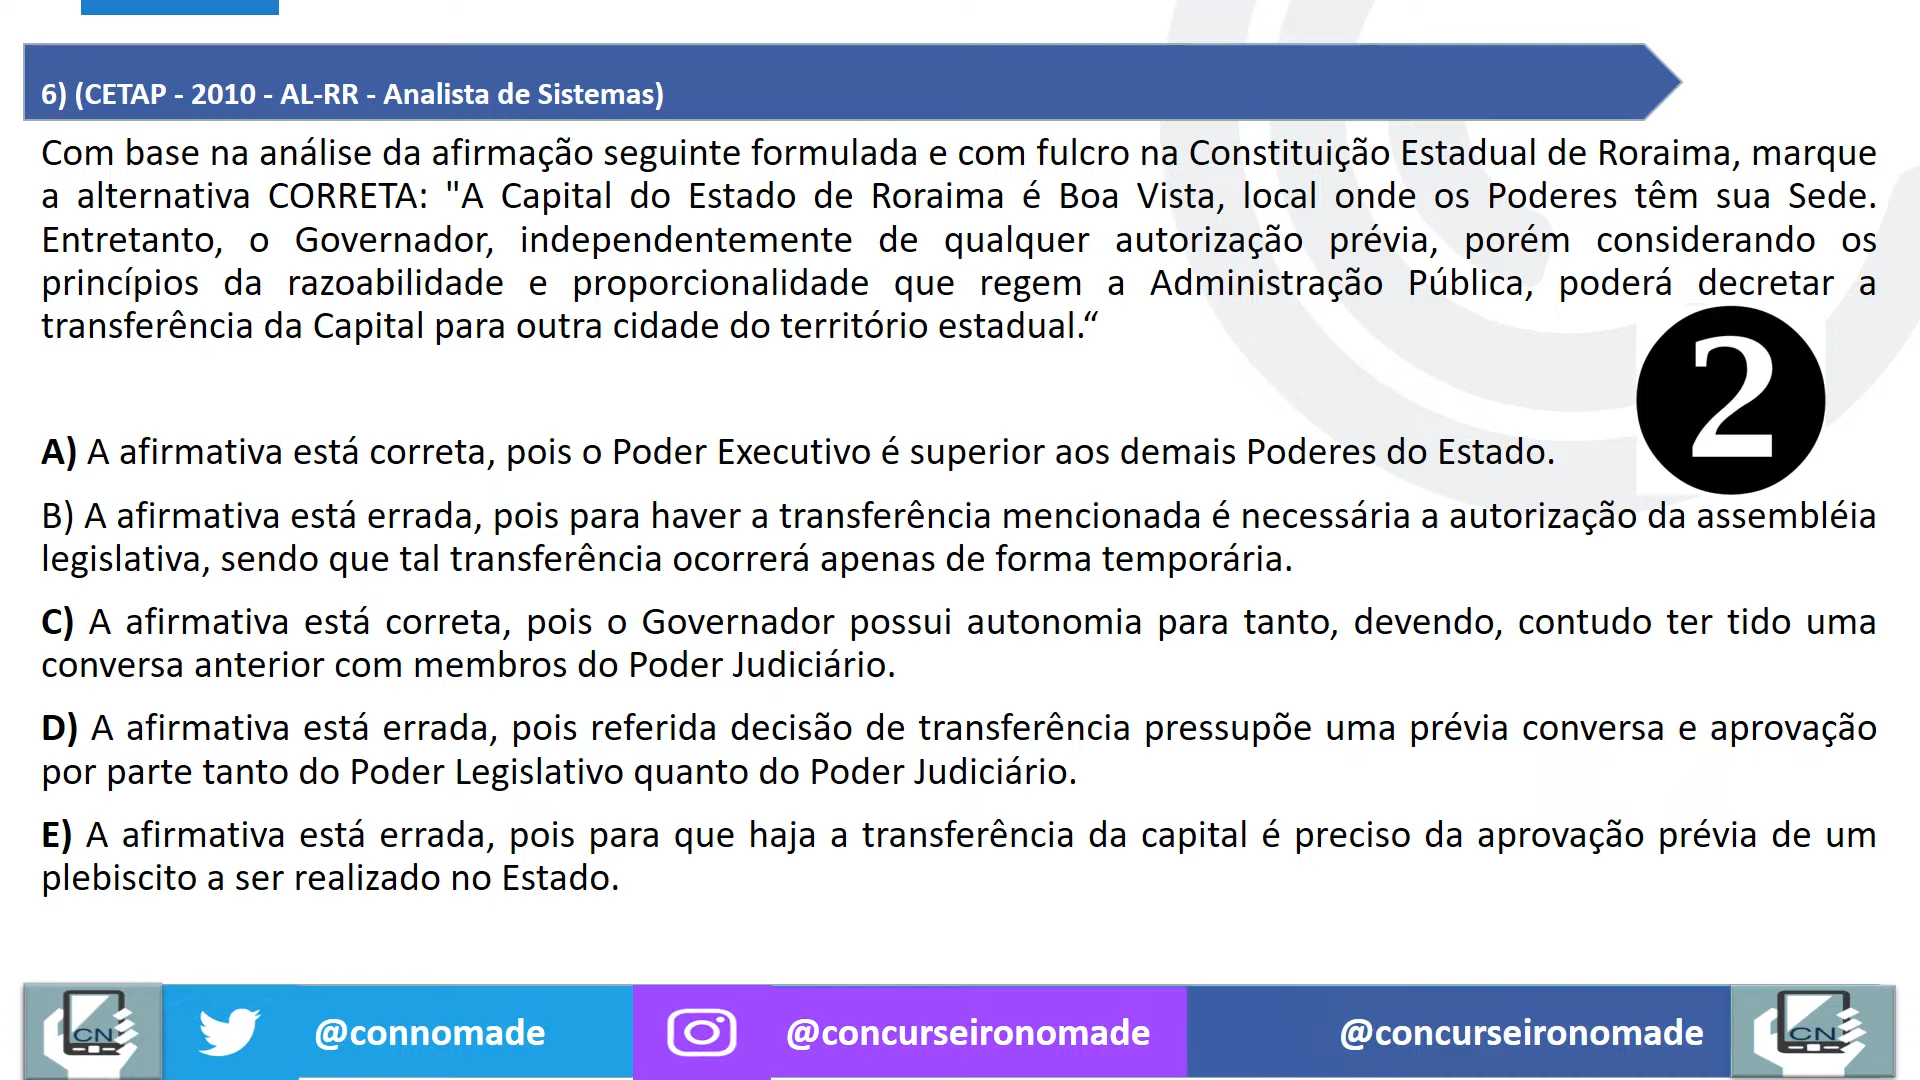 6) (CETAP - 2010 - AL-RR - Analista de Sistemas)
Com base na análise da afirmação seguinte formulada e com fulcro na Constituição Estadual de Roraima, marque
a alternativa CORRETA: "A Capital do Estado de Roraima é Boa Vista, local onde os Poderes têm sua Sede.
Entretanto, o Governador, independentemente de qualquer autorização prévia, porém considerando os
princípios da razoabilidade e proporcionalidade que regem a Administração Pública, poderá decretar a
transferência da Capital para outra cidade do território estadual.“
2
A) A afirmativa está correta, pois o Poder Executivo é superior aos demais Poderes do Estado.
B) A afirmativa está errada, pois para haver a transferência mencionada é necessária a autorização da assembléia
legislativa, sendo que tal transferência ocorrerá apenas de forma temporária.
C) A afirmativa está correta, pois o Governador possui autonomia para tanto, devendo, contudo ter tido uma
conversa anterior com membros do Poder Judiciário.
D) A afirmativa está errada, pois referida decisão de transferência pressupõe uma prévia conversa e aprovação
por parte tanto do Poder Legislativo quanto do Poder Judiciário.
E) A afirmativa está errada, pois para que haja a transferência da capital é preciso da aprovação prévia de um
plebiscito a ser realizado no Estado.
CN @connomade @concurseironomade @concurseironomade CN